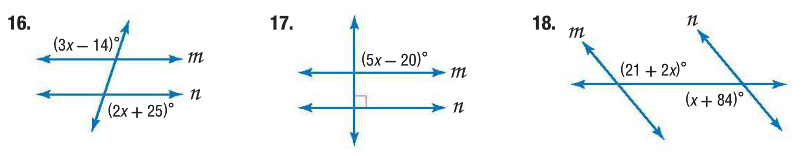 16.
(3x – 14)°
m
n
(2x + 25)°
17.
(5x – 20)°
m
n
18.
m
n
(21 + 2x)°
(x + 84)°